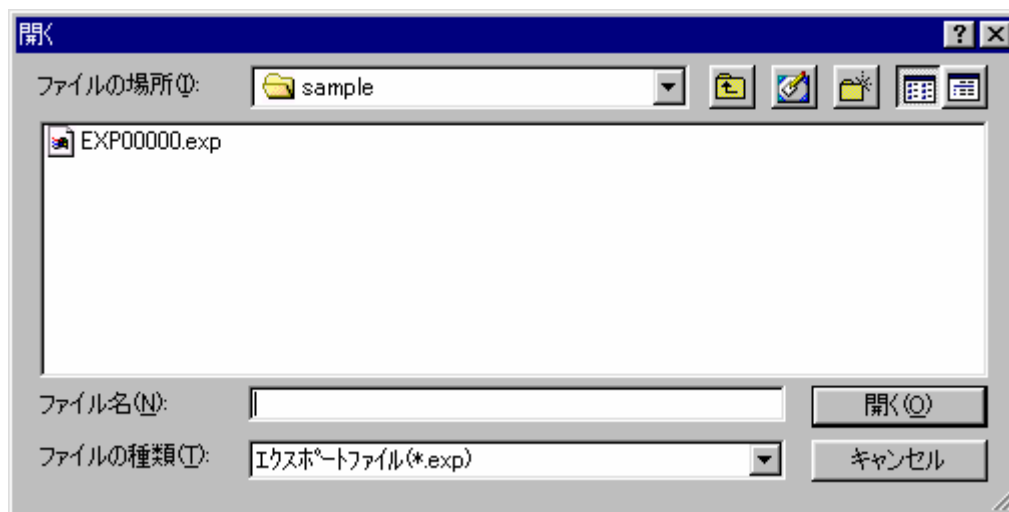 開く
ファイルの場所(I):
sample
EXP00000.exp
ファイル名(N):
開く(O)
ファイルの種類(T):
ｴｸｽﾎﾟｰﾄﾌｧｲﾙ(*.exp)
キャンセル